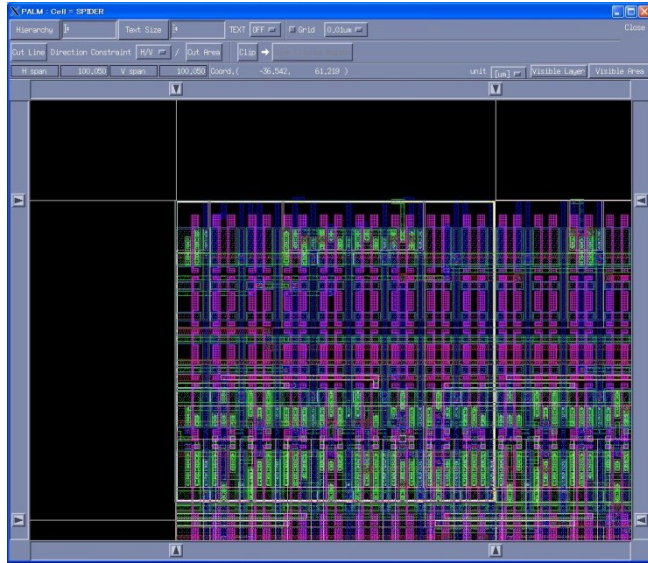 PALM : Cell = SPIDER
Hierarchy Text Size TEXT OFF Grid 0,01um Close
Cut Line Direction Constraint H/V / Cut Area Clip
H span 100,050 V span 100,050 Coord.( -36,542, 61,219 ) unit [um] Visible Layer Visible Area